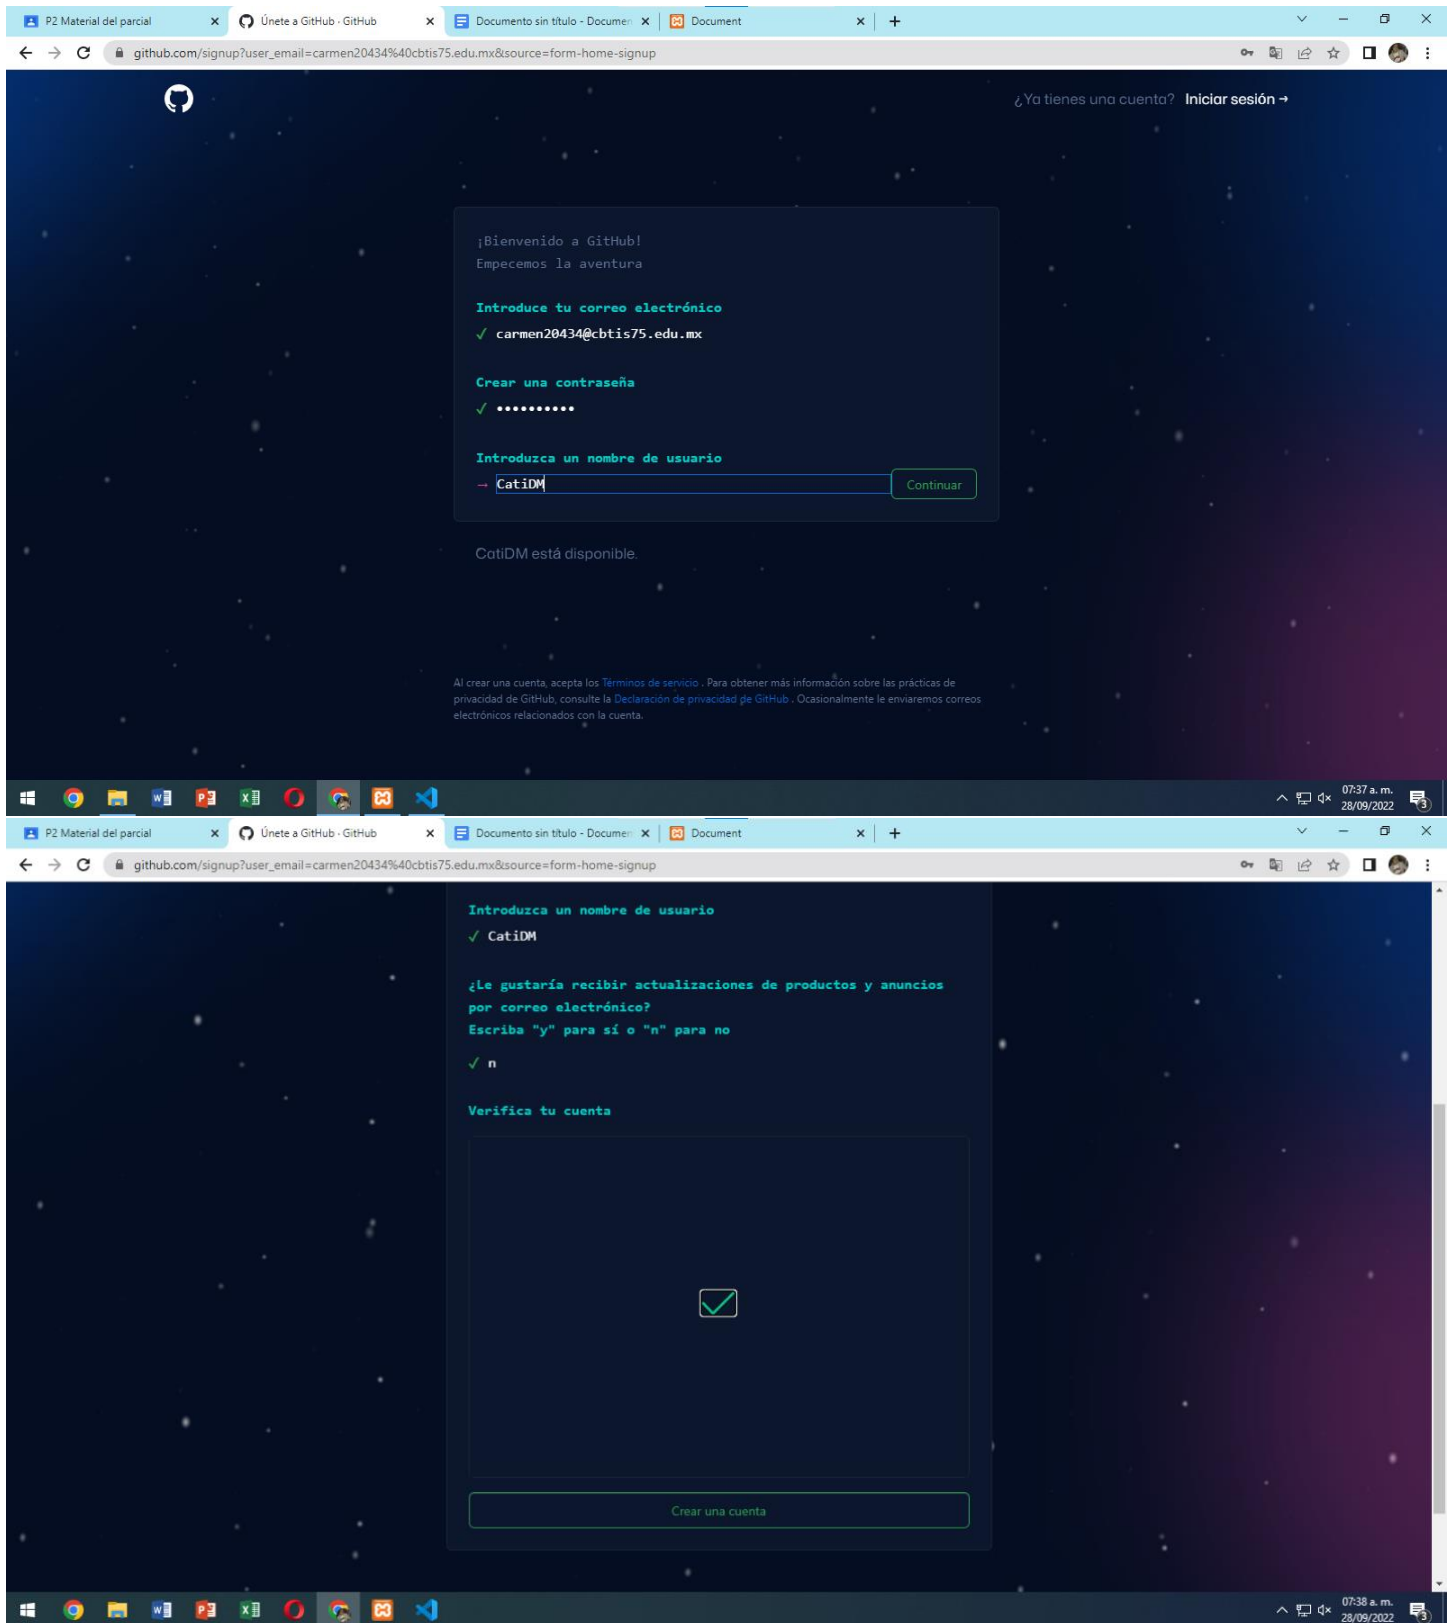 P2 Material del parcial
Únete a GitHub · GitHub
Documento sin título - Documen
Document
github.com/signup?user_email=carmen20434%40cbtis75.edu.mx&source=form-home-signup
¿Ya tienes una cuenta? Iniciar sesión →
¡Bienvenido a GitHub!
Empecemos la aventura
Introduce tu correo electrónico
✓ carmen20434@cbtis75.edu.mx
Crear una contraseña
✓ ••••••••••
Introduzca un nombre de usuario
→ CatiDM
Continuar
CatiDM está disponible.
Al crear una cuenta, acepta los Términos de servicio . Para obtener más información sobre las prácticas de
privacidad de GitHub, consulte la Declaración de privacidad de GitHub . Ocasionalmente le enviaremos correos
electrónicos relacionados con la cuenta.
07:37 a. m.
28/09/2022
3
P2 Material del parcial
Únete a GitHub · GitHub
Documento sin título - Documen
Document
github.com/signup?user_email=carmen20434%40cbtis75.edu.mx&source=form-home-signup
Introduzca un nombre de usuario
✓ CatiDM
¿Le gustaría recibir actualizaciones de productos y anuncios
por correo electrónico?
Escriba "y" para sí o "n" para no
✓ n
Verifica tu cuenta
Crear una cuenta
07:38 a. m.
28/09/2022
3